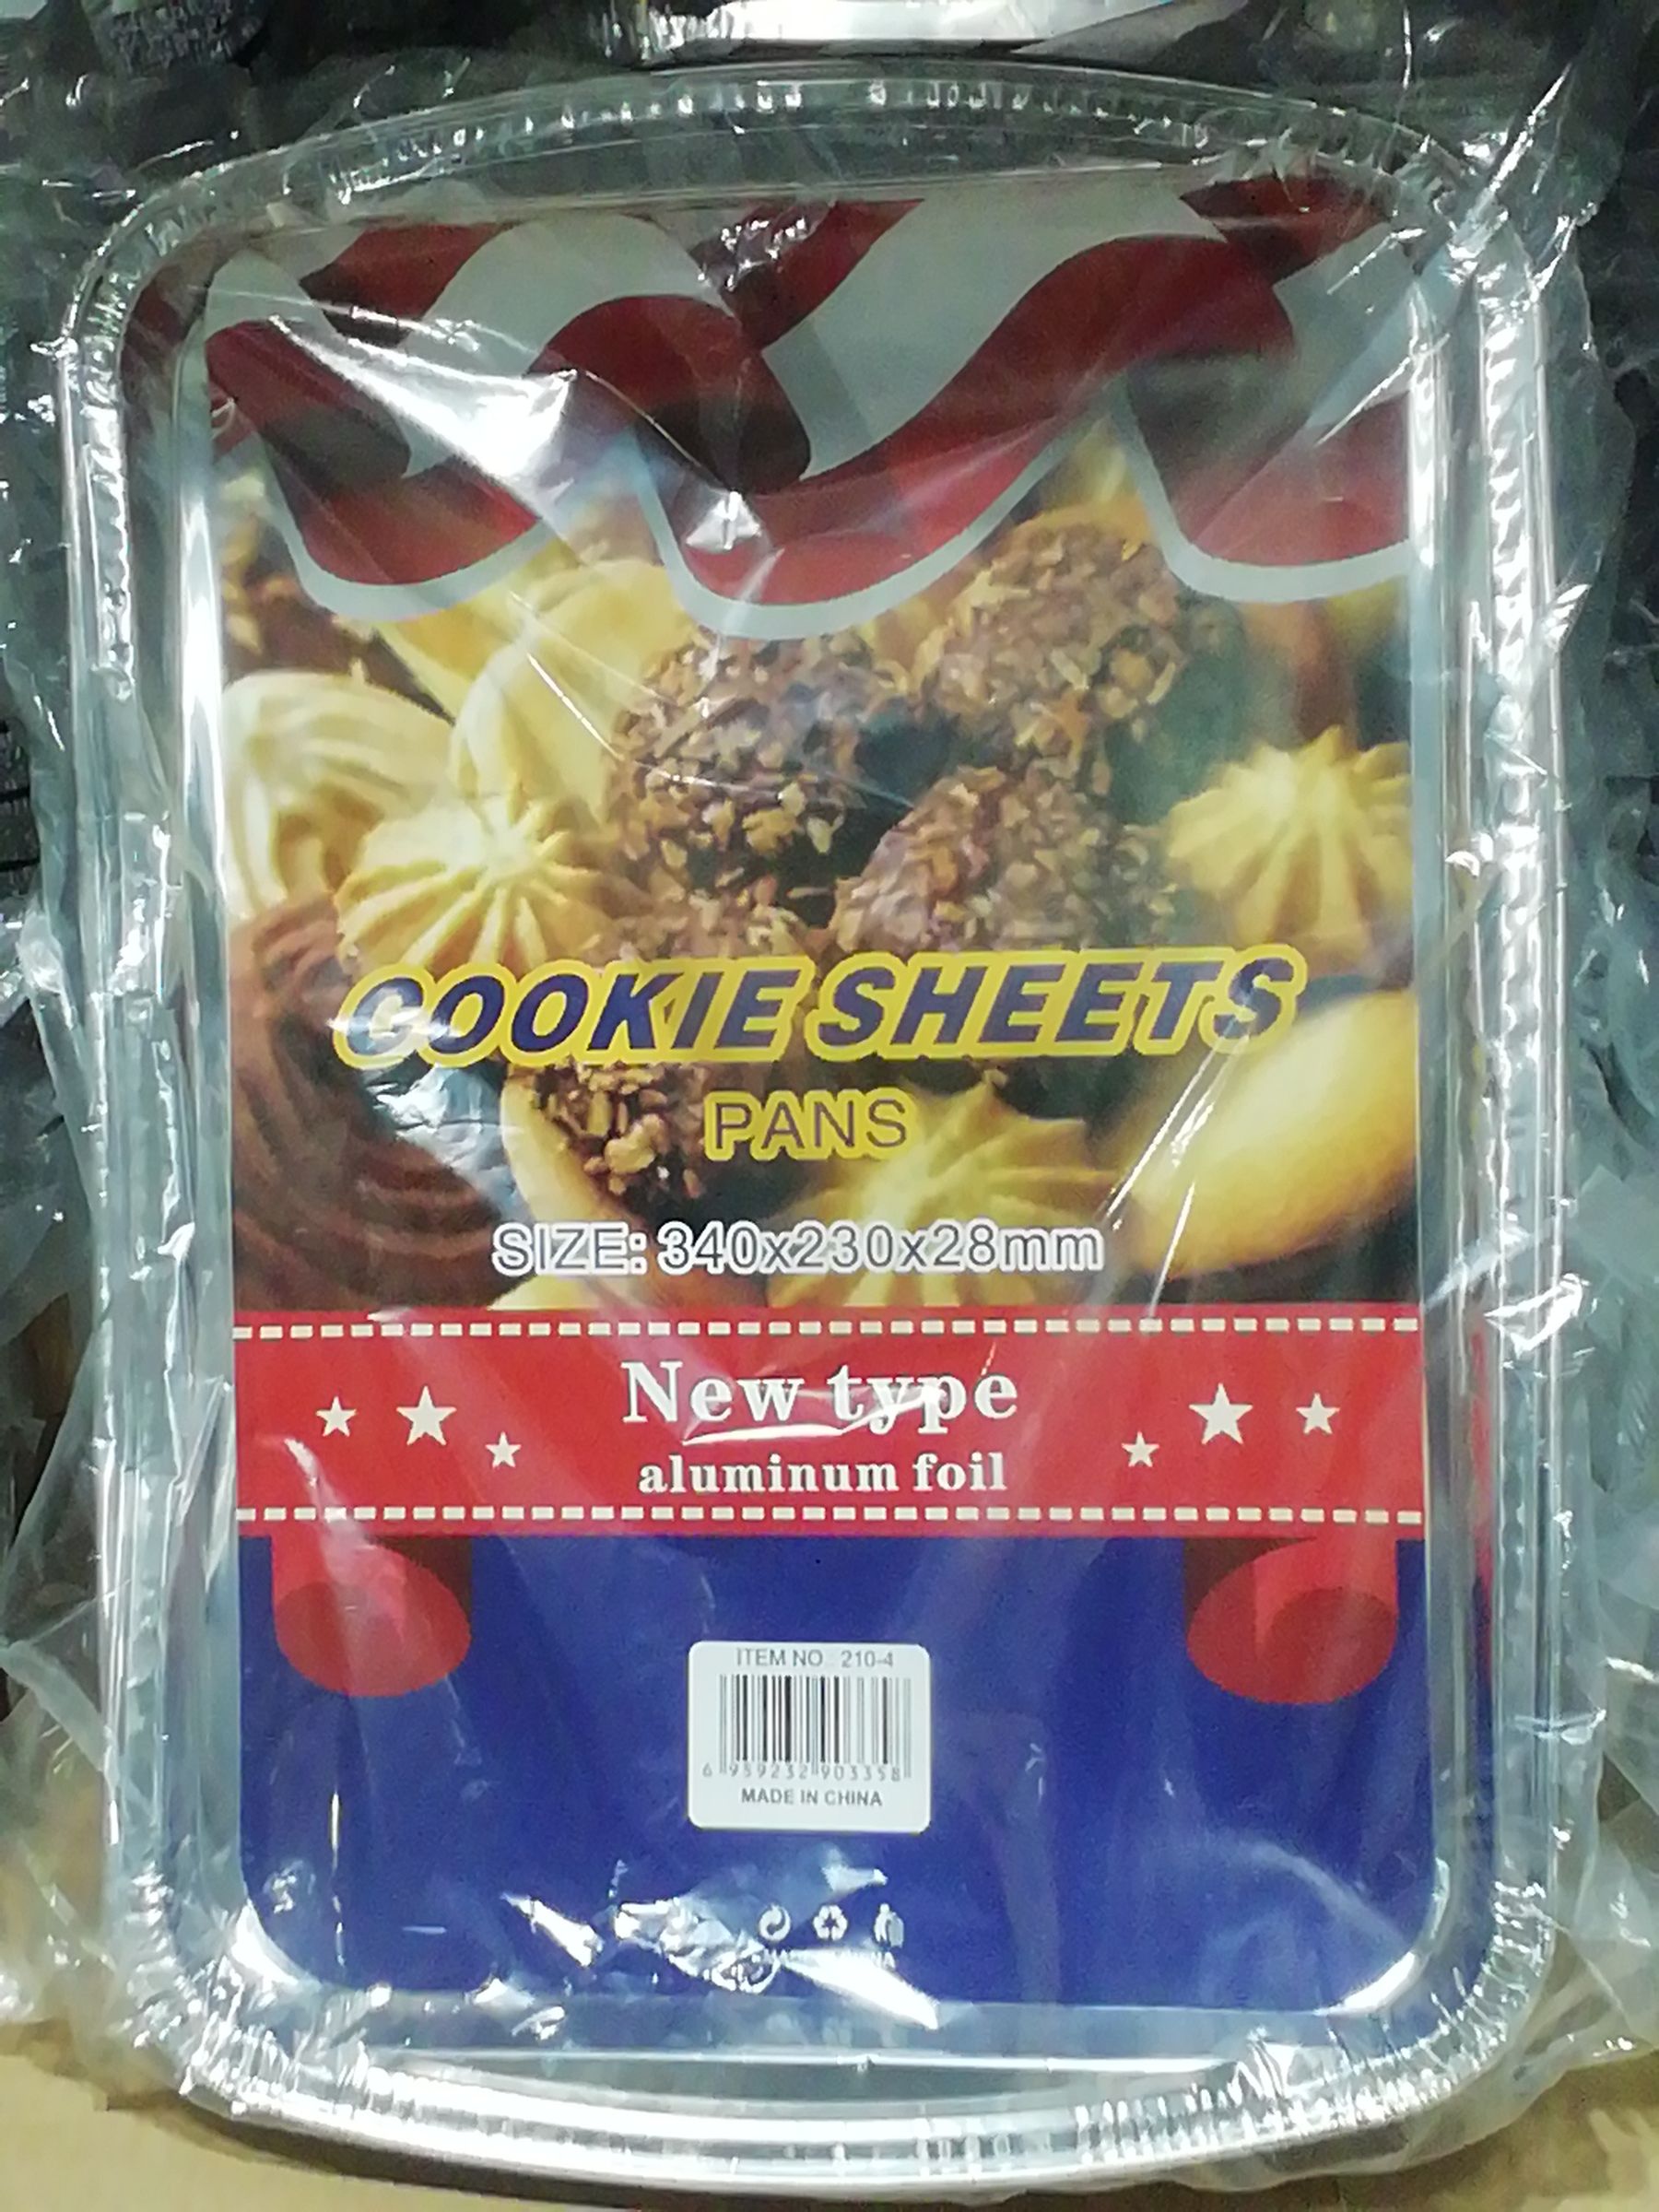 COOKIE SHEETS
PANS
SIZE: 340x230x28mm
New type
aluminum foil
ITEM NO.: 210-4
6 959232 903358
MADE IN CHINA